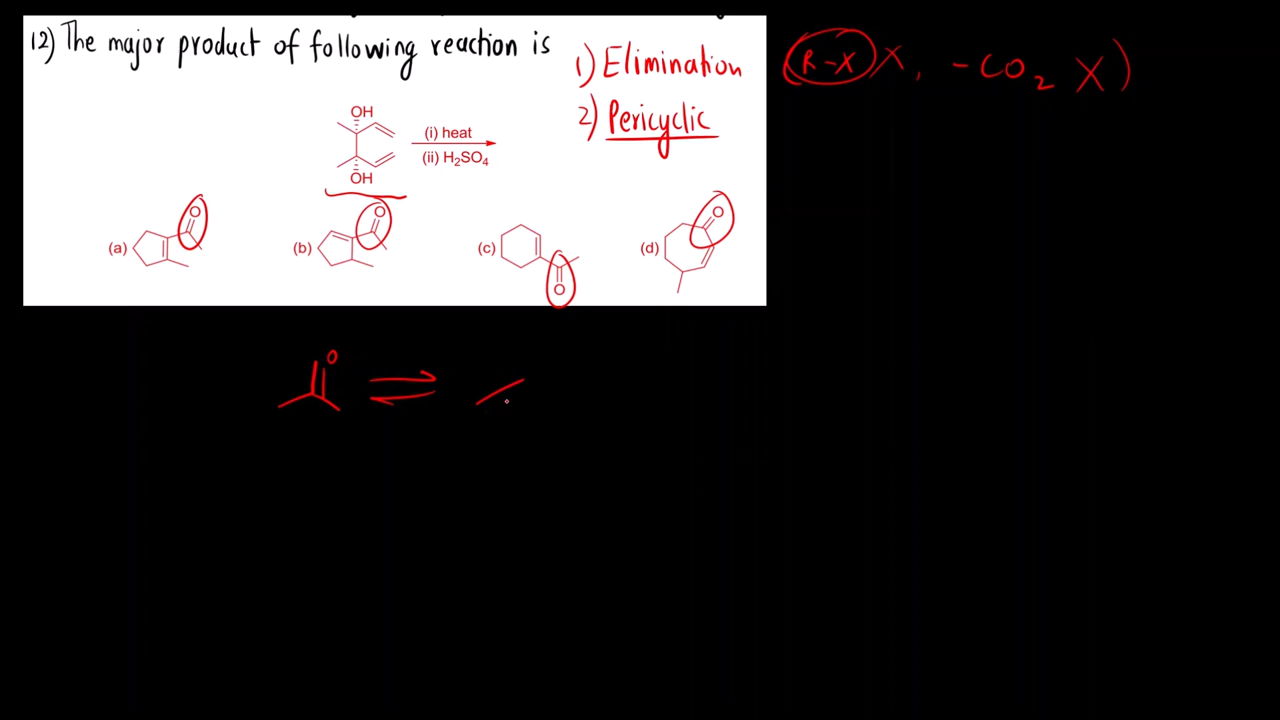 12) The major product of following reaction is
1) Elimination (R-X) X, -CO2 X)
2) Pericyclic
OH
(i) heat
(ii) H2SO4
OH
(a) O (b) O (c) O (d) O
O